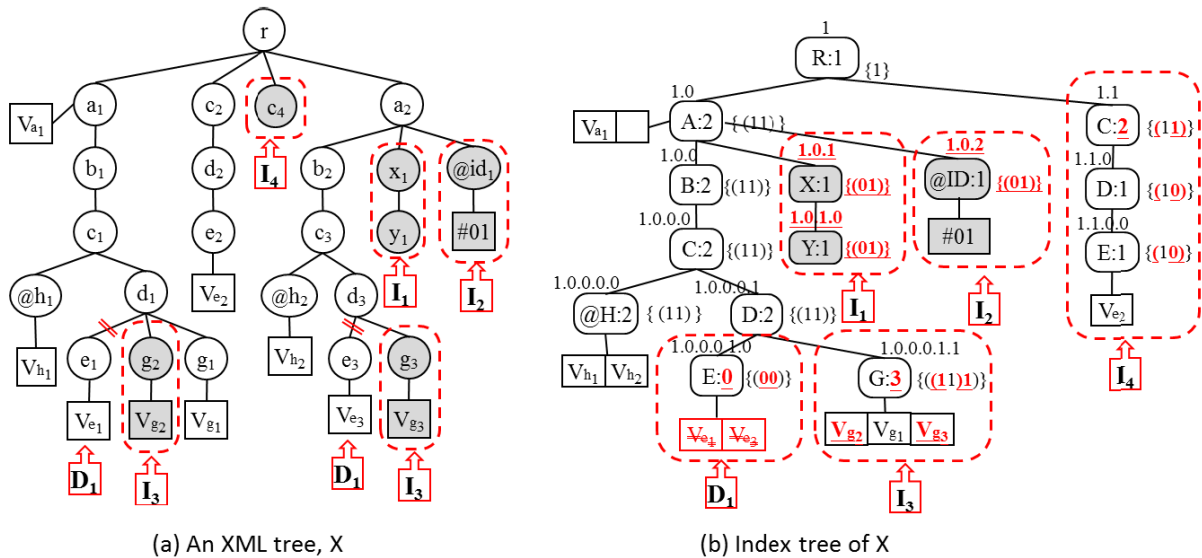 r
a1 c2 c4 a2
Va1
I4
b1 d2 b2 x1 @id1
c1 e2 c3 y1 #01
Ve2
I1 I2
@h1 d1 @h2 d3
Vh1 e1 g2 g1 Vh2 e3 g3
Ve1 Vg2 Vg1 Ve3 Vg3
D1 I3 D1 I3
(a) An XML tree, X
1
R:1 {1}
1.0 1.1
Va1 A:2 {(11)} C:2 {(11)}
1.0.0 1.0.1 1.0.2 1.1.0
B:2 {(11)} X:1 {(01)} @ID:1 {(01)} D:1 {(10)}
1.0.0.0 1.0.1.0 1.1.0.0
C:2 {(11)} Y:1 {(01)} #01 E:1 {(10)}
1.0.0.0.0 1.0.0.0.1 I1 I2 Ve2
@H:2 {(11)} D:2 {(11)} I4
1.0.0.0.1.0 1.0.0.0.1.1
Vh1 Vh2 E:0 {(00)} G:3 {((11)1)}
Ve1 Ve3 Vg2 Vg1 Vg3
D1 I3
(b) Index tree of X